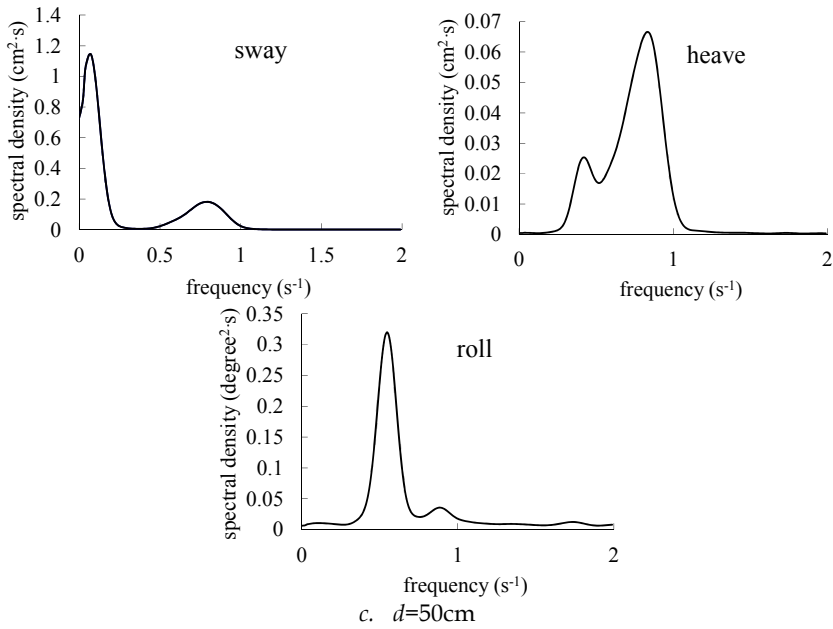 sway
spectral density (cm²·s)
1.4
1.2
1
0.8
0.6
0.4
0.2
0
0 0.5 1 1.5 2
frequency (s⁻¹)
heave
spectral density (cm²·s)
0.07
0.06
0.05
0.04
0.03
0.02
0.01
0
0 1 2
frequency (s⁻¹)
roll
spectral density (degree²·s)
0.35
0.3
0.25
0.2
0.15
0.1
0.05
0
0 1 2
frequency (s⁻¹)
c. d=50cm